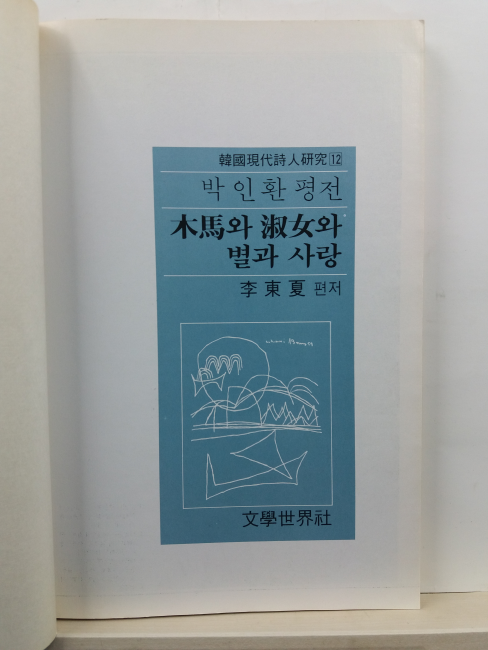 韓國現代詩人研究 12
박인환 평전
木馬와 淑女와
별과 사랑
李東夏 편저
文學世界社